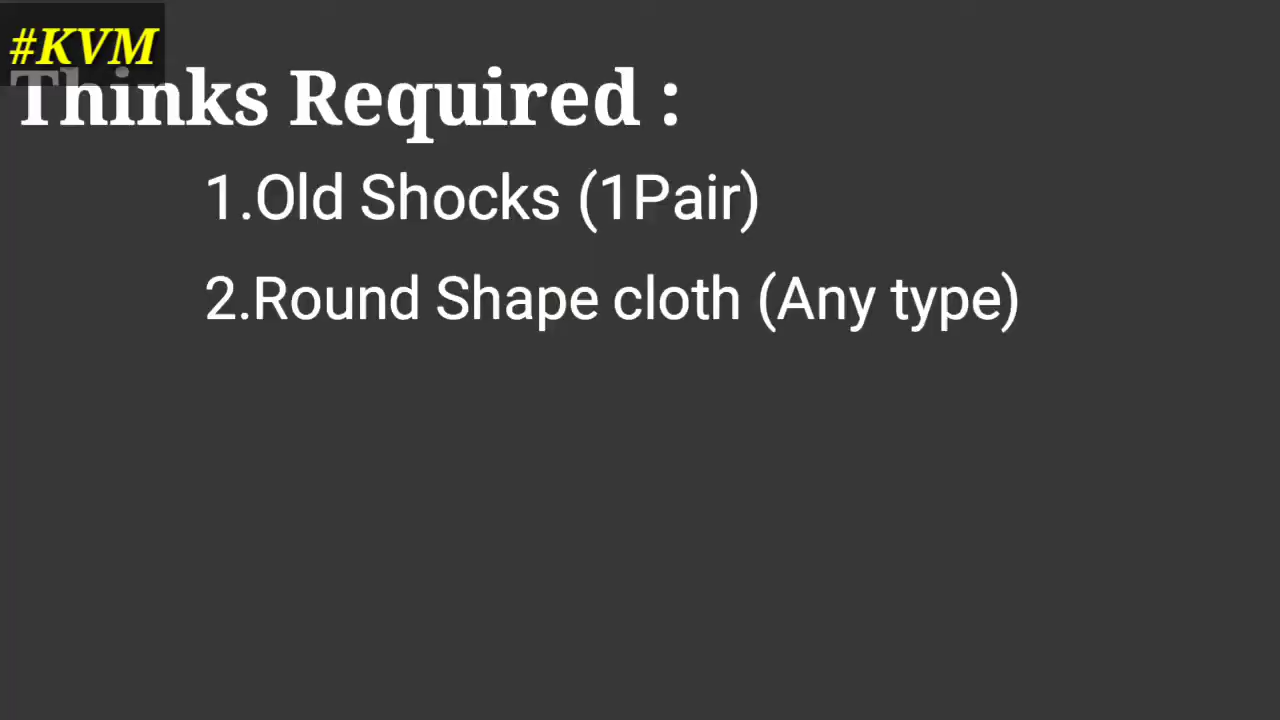 #KVM
Thinks Required :
1.Old Shocks (1Pair)
2.Round Shape cloth (Any type)